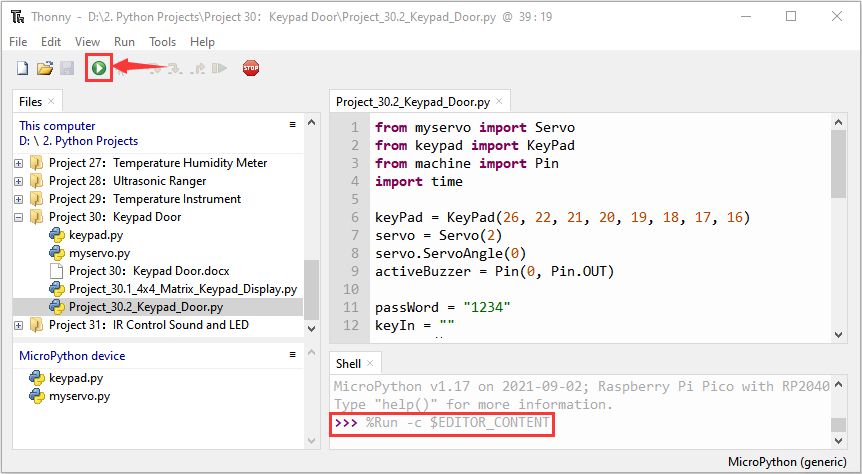 Thonny - D:\2. Python Projects\Project 30: Keypad Door\Project_30.2_Keypad_Door.py @ 39 : 19
File Edit View Run Tools Help
STOP
Files ×
This computer
D: \ 2. Python Projects
Project 27: Temperature Humidity Meter
Project 28: Ultrasonic Ranger
Project 29: Temperature Instrument
Project 30: Keypad Door
keypad.py
myservo.py
Project 30: Keypad Door.docx
Project_30.1_4x4_Matrix_Keypad_Display.py
Project_30.2_Keypad_Door.py
Project 31: IR Control Sound and LED
MicroPython device
keypad.py
myservo.py
Project_30.2_Keypad_Door.py ×
1 from myservo import Servo
2 from keypad import KeyPad
3 from machine import Pin
4 import time
5
6 keyPad = KeyPad(26, 22, 21, 20, 19, 18, 17, 16)
7 servo = Servo(2)
8 servo.ServoAngle(0)
9 activeBuzzer = Pin(0, Pin.OUT)
10
11 passWord = "1234"
12 keyIn = ""
Shell ×
MicroPython v1.17 on 2021-09-02; Raspberry Pi Pico with RP2040
Type "help()" for more information.
>>> %Run -c $EDITOR_CONTENT
MicroPython (generic)